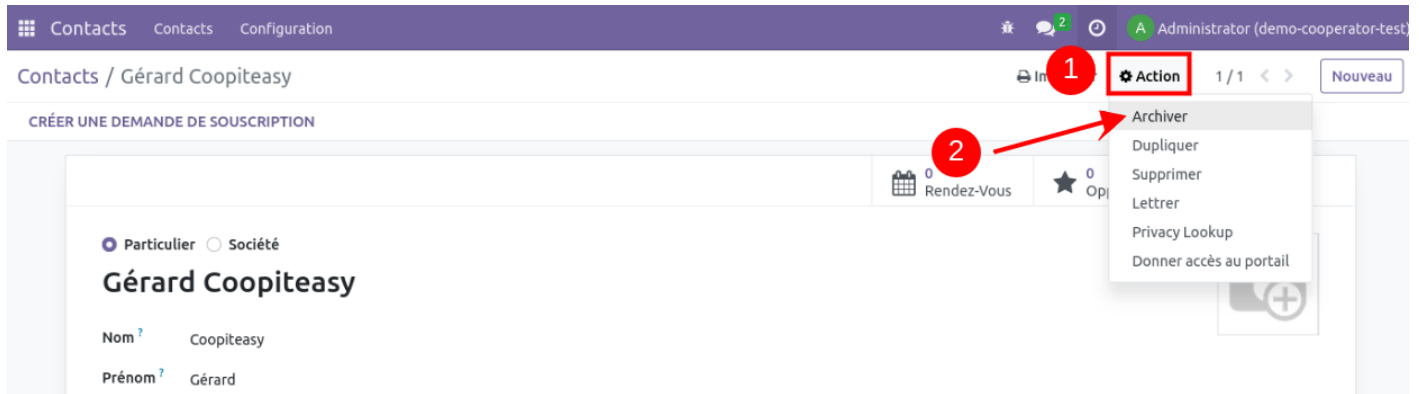 Contacts Contacts Configuration 2 A Administrator (demo-cooperator-test)
Contacts / Gérard Coopiteasy 1 Action 1 / 1 Nouveau
CRÉER UNE DEMANDE DE SOUSCRIPTION
Archiver
2
Dupliquer
Supprimer
Lettrer
Privacy Lookup
Donner accès au portail
0
Rendez-Vous
0
Particulier Société
Gérard Coopiteasy
Nom ? Coopiteasy
Prénom ? Gérard